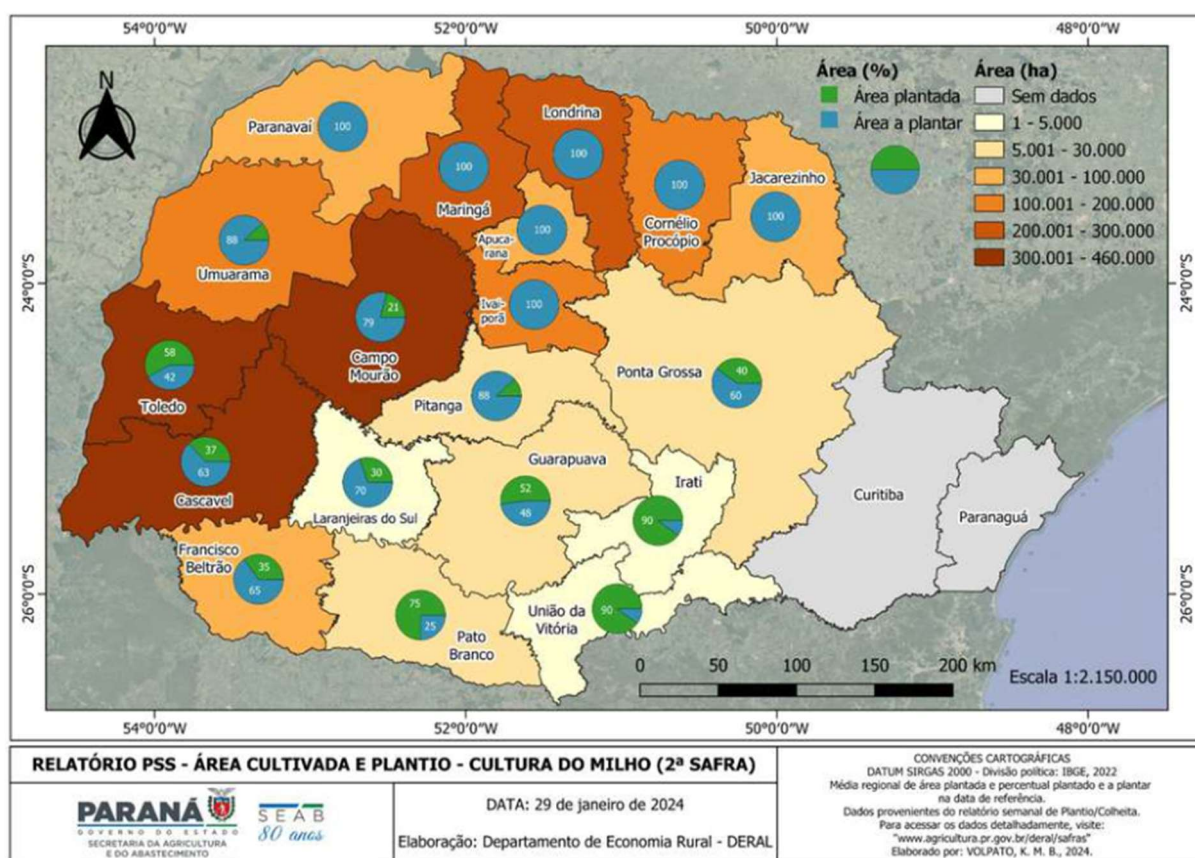 54°0'0"W 52°0'0"W 50°0'0"W 48°0'0"W
N
Área (%)
Área plantada
Área a plantar
Área (ha)
Sem dados
1 - 5.000
5.001 - 30.000
30.001 - 100.000
100.001 - 200.000
200.001 - 300.000
300.001 - 460.000
24°0'0"S
24°0'0"S
26°0'0"S
26°0'0"S
Paranavaí
100
Maringá
100
Londrina
100
Cornélio
Procópio
100
Jacarezinho
100
Apuca-
rana
100
Umuarama
88
Ivai-
porã
100
Campo
Mourão
21
79
Toledo
58
42
Cascavel
37
63
Pitanga
88
Ponta Grossa
40
60
Laranjeiras do Sul
30
70
Guarapuava
52
48
Irati
90
Curitiba
Paranaguá
Francisco
Beltrão
35
65
Pato
Branco
75
25
União da
Vitória
90
0 50 100 150 200 km
Escala 1:2.150.000
54°0'0"W 52°0'0"W 50°0'0"W 48°0'0"W
RELATÓRIO PSS - ÁREA CULTIVADA E PLANTIO - CULTURA DO MILHO (2ª SAFRA)
PARANÁ
GOVERNO DO ESTADO
SECRETARIA DA AGRICULTURA
E DO ABASTECIMENTO
SEAB
80 anos
DATA: 29 de janeiro de 2024
Elaboração: Departamento de Economia Rural - DERAL
CONVENÇÕES CARTOGRÁFICAS
DATUM SIRGAS 2000 - Divisão política: IBGE, 2022
Média regional de área plantada e percentual plantado e a plantar
na data de referência.
Dados provenientes do relatório semanal de Plantio/Colheita.
Para acessar os dados detalhadamente, visite:
"www.agricultura.pr.gov.br/deral/safras"
Elaborado por: VOLPATO, K. M. B., 2024.